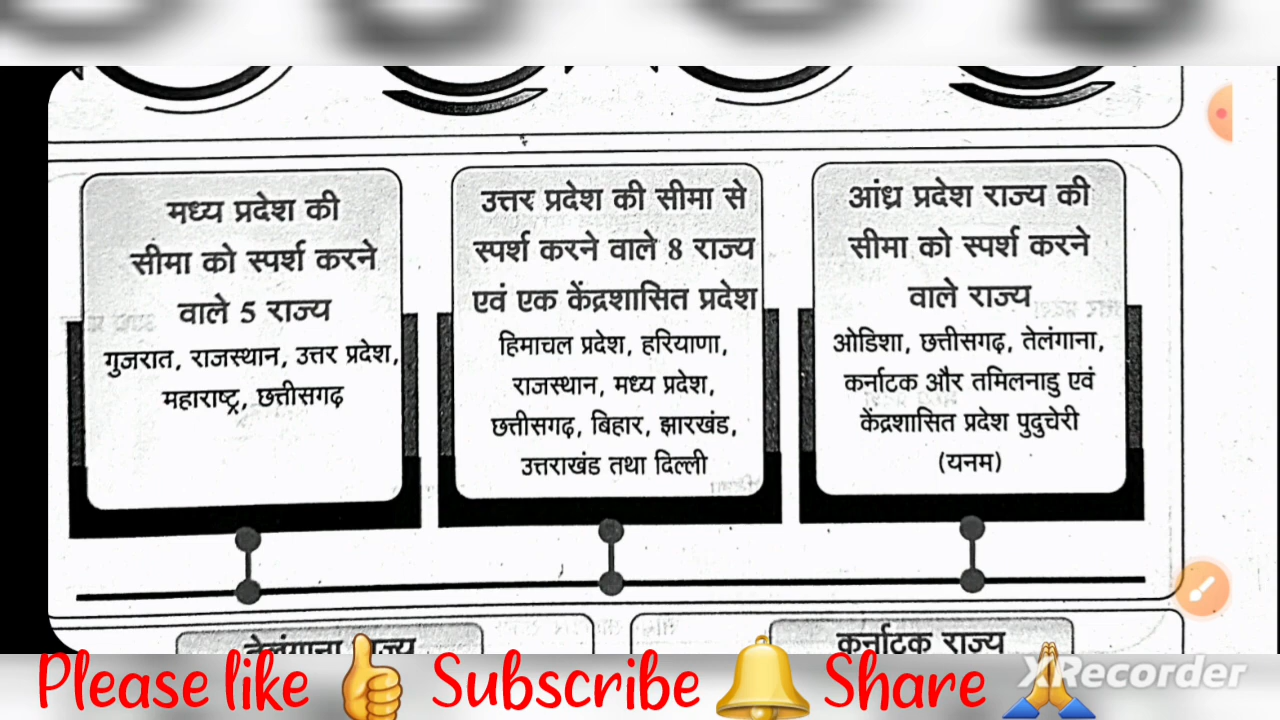 मध्य प्रदेश की
सीमा को स्पर्श करने
वाले 5 राज्य
गुजरात, राजस्थान, उत्तर प्रदेश,
महाराष्ट्र, छत्तीसगढ़
उत्तर प्रदेश की सीमा से
स्पर्श करने वाले 8 राज्य
एवं एक केंद्रशासित प्रदेश
हिमाचल प्रदेश, हरियाणा,
राजस्थान, मध्य प्रदेश,
छत्तीसगढ़, बिहार, झारखंड,
उत्तराखंड तथा दिल्ली
आंध्र प्रदेश राज्य की
सीमा को स्पर्श करने
वाले राज्य
ओडिशा, छत्तीसगढ़, तेलंगाना,
कर्नाटक और तमिलनाडु एवं
केंद्रशासित प्रदेश पुदुचेरी
(यनम)
तेलंगाना राज्य
कर्नाटक राज्य
Please like Subscribe Share
XRecorder